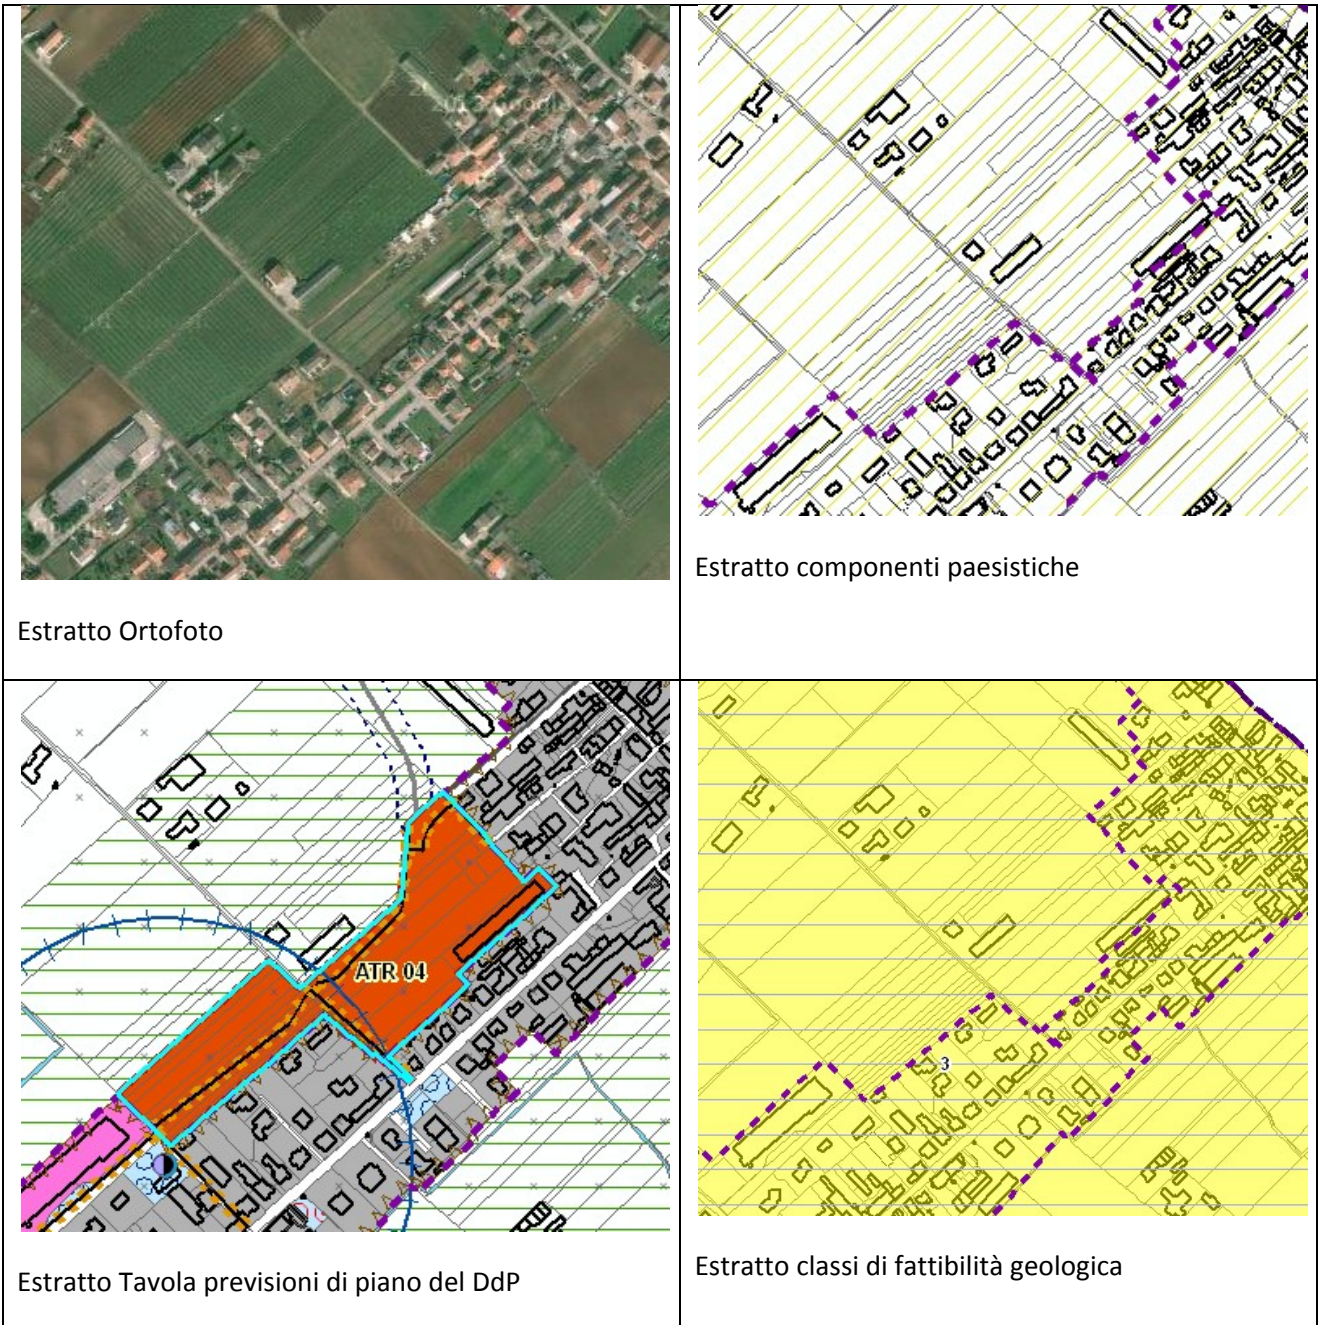 Estratto Ortofoto
Estratto componenti paesistiche
ATR 04
Estratto Tavola previsioni di piano del DdP
3
Estratto classi di fattibilità geologica